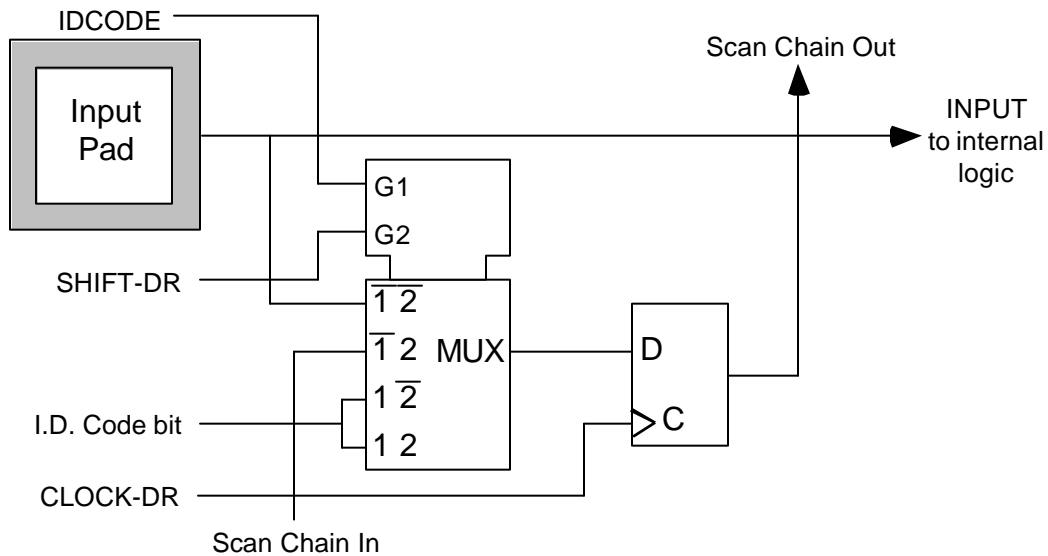 IDCODE
Input
Pad
Scan Chain Out
INPUT
to internal
logic
G1
G2
SHIFT-DR
1̅ 2̅
1̅ 2
MUX
1 2̅
1 2
D
C
I.D. Code bit
CLOCK-DR
Scan Chain In